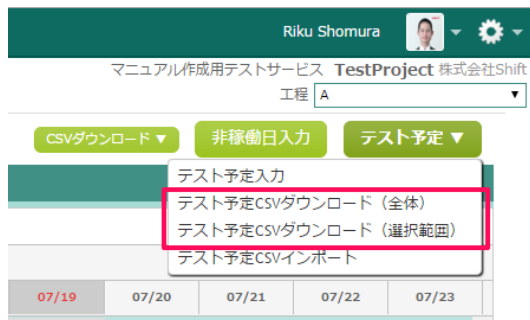 Riku Shomura
マニュアル作成用テストサービス TestProject 株式会社Shift
工程 A
CSVダウンロード ▼ 非稼働日入力 テスト予定 ▼
テスト予定入力
テスト予定CSVダウンロード（全体）
テスト予定CSVダウンロード（選択範囲）
テスト予定CSVインポート
07/19 07/20 07/21 07/22 07/23